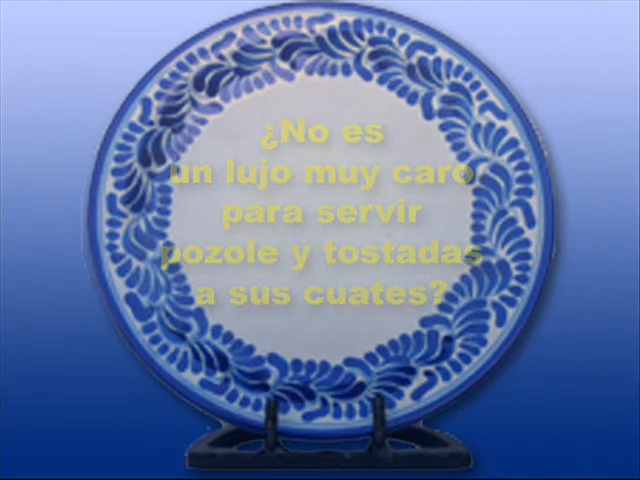 ¿No es
un lujo muy caro
para servir
pozole y tostadas
a sus cuates?